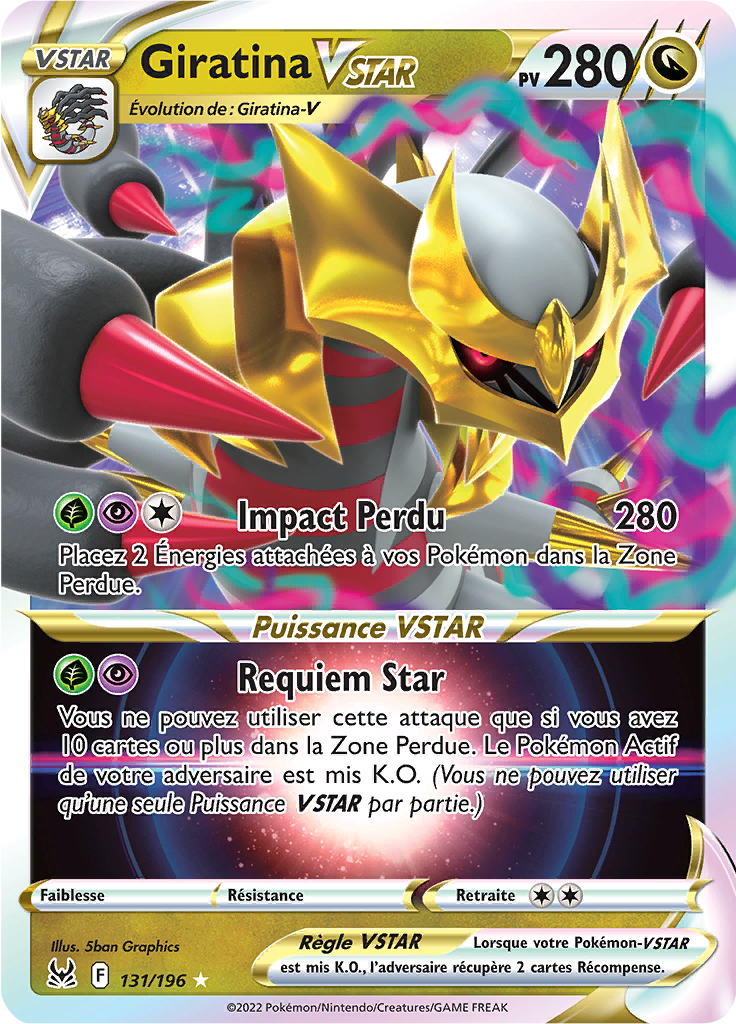 VSTAR
Giratina VSTAR
PV 280
Évolution de : Giratina-V
Impact Perdu 280
Placez 2 Énergies attachées à vos Pokémon dans la Zone
Perdue.
Puissance VSTAR
Requiem Star
Vous ne pouvez utiliser cette attaque que si vous avez
10 cartes ou plus dans la Zone Perdue. Le Pokémon Actif
de votre adversaire est mis K.O. (Vous ne pouvez utiliser
qu'une seule Puissance VSTAR par partie.)
Faiblesse Résistance Retraite
Illus. 5ban Graphics
Règle VSTAR Lorsque votre Pokémon-VSTAR
est mis K.O., l'adversaire récupère 2 cartes Récompense.
F 131/196 ★
©2022 Pokémon/Nintendo/Creatures/GAME FREAK